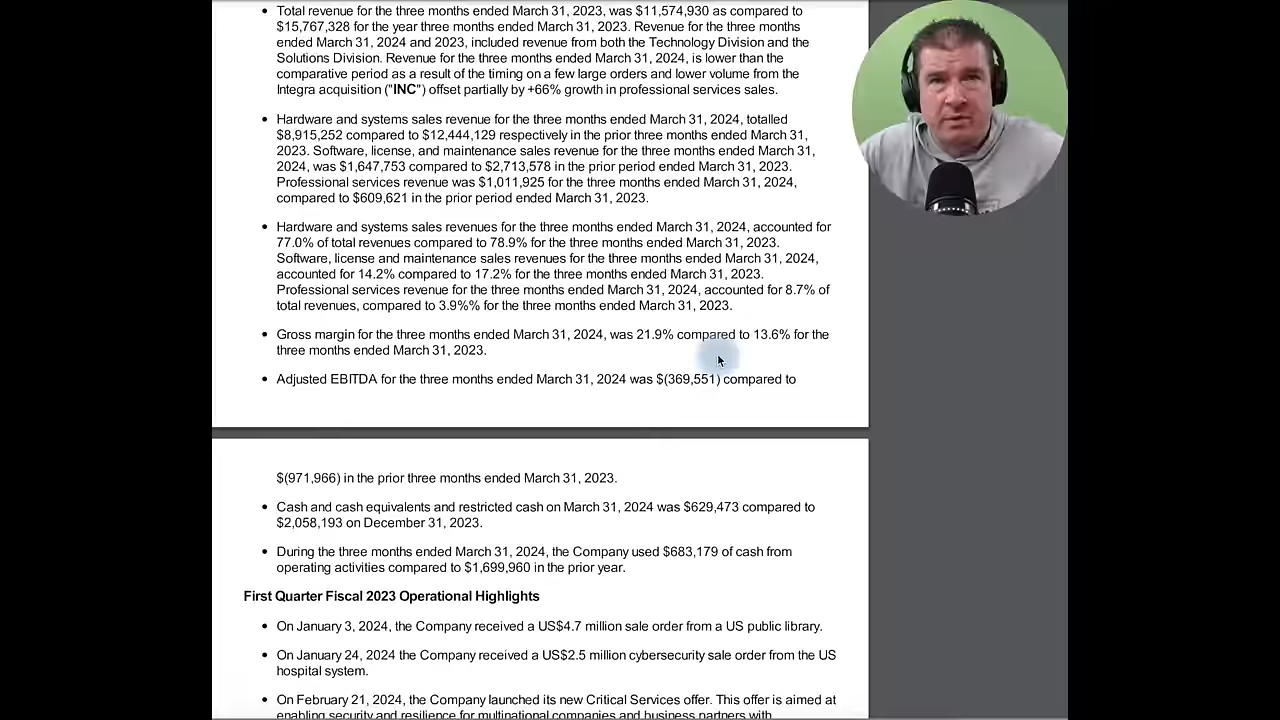 Total revenue for the three months ended March 31, 2023, was $11,574,930 as compared to
$15,767,328 for the year three months ended March 31, 2023. Revenue for the three months
ended March 31, 2024 and 2023, included revenue from both the Technology Division and the
Solutions Division. Revenue for the three months ended March 31, 2024, is lower than the
comparative period as a result of the timing on a few large orders and lower volume from the
Integra acquisition ("INC") offset partially by +66% growth in professional services sales.
Hardware and systems sales revenue for the three months ended March 31, 2024, totalled
$8,915,252 compared to $12,444,129 respectively in the prior three months ended March 31,
2023. Software, license, and maintenance sales revenue for the three months ended March 31,
2024, was $1,647,753 compared to $2,713,578 in the prior period ended March 31, 2023.
Professional services revenue was $1,011,925 for the three months ended March 31, 2024,
compared to $609,621 in the prior period ended March 31, 2023.
Hardware and systems sales revenues for the three months ended March 31, 2024, accounted for
77.0% of total revenues compared to 78.9% for the three months ended March 31, 2023.
Software, license and maintenance sales revenues for the three months ended March 31, 2024,
accounted for 14.2% compared to 17.2% for the three months ended March 31, 2023.
Professional services revenue for the three months ended March 31, 2024, accounted for 8.7% of
total revenues, compared to 3.9%% for the three months ended March 31, 2023.
Gross margin for the three months ended March 31, 2024, was 21.9% compared to 13.6% for the
three months ended March 31, 2023.
Adjusted EBITDA for the three months ended March 31, 2024 was $(369,551) compared to
$(971,966) in the prior three months ended March 31, 2023.
Cash and cash equivalents and restricted cash on March 31, 2024 was $629,473 compared to
$2,058,193 on December 31, 2023.
During the three months ended March 31, 2024, the Company used $683,179 of cash from
operating activities compared to $1,699,960 in the prior year.
First Quarter Fiscal 2023 Operational Highlights
On January 3, 2024, the Company received a US$4.7 million sale order from a US public library.
On January 24, 2024 the Company received a US$2.5 million cybersecurity sale order from the US
hospital system.
On February 21, 2024, the Company launched its new Critical Services offer. This offer is aimed at
enabling security and resilience for multinational companies and business partners with